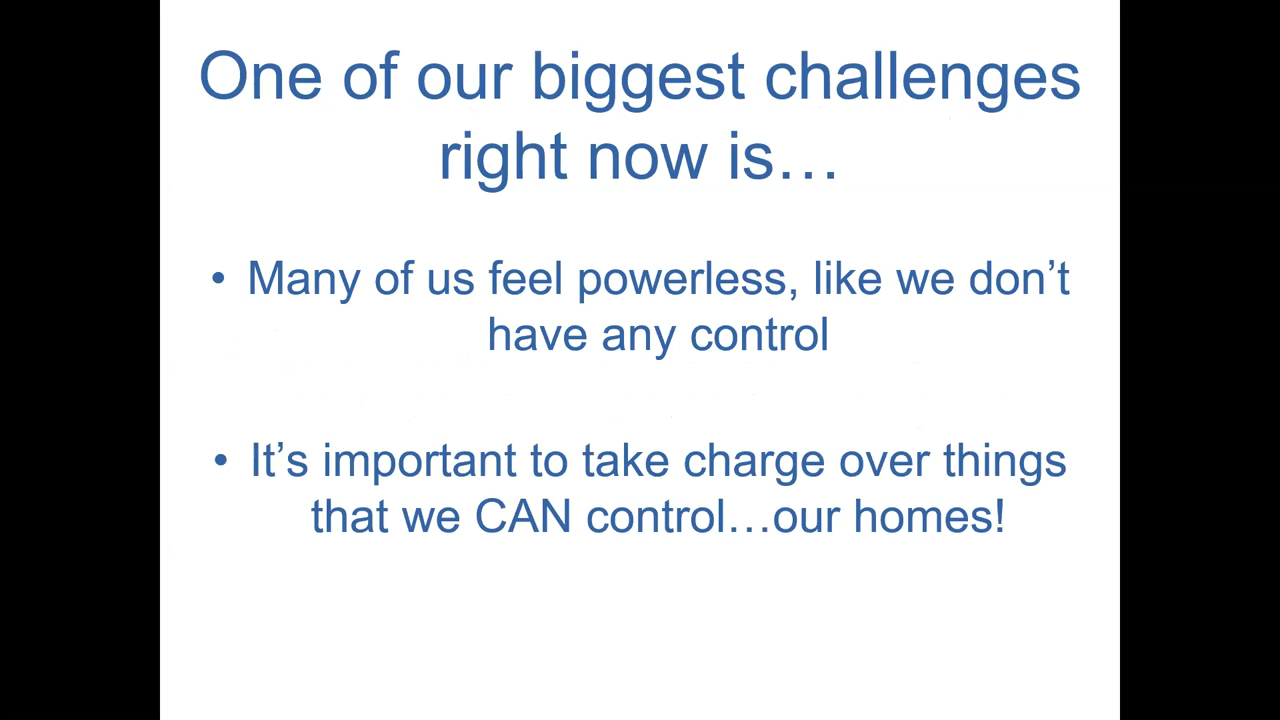 One of our biggest challenges
right now is…
• Many of us feel powerless, like we don’t
have any control
• It’s important to take charge over things
that we CAN control…our homes!